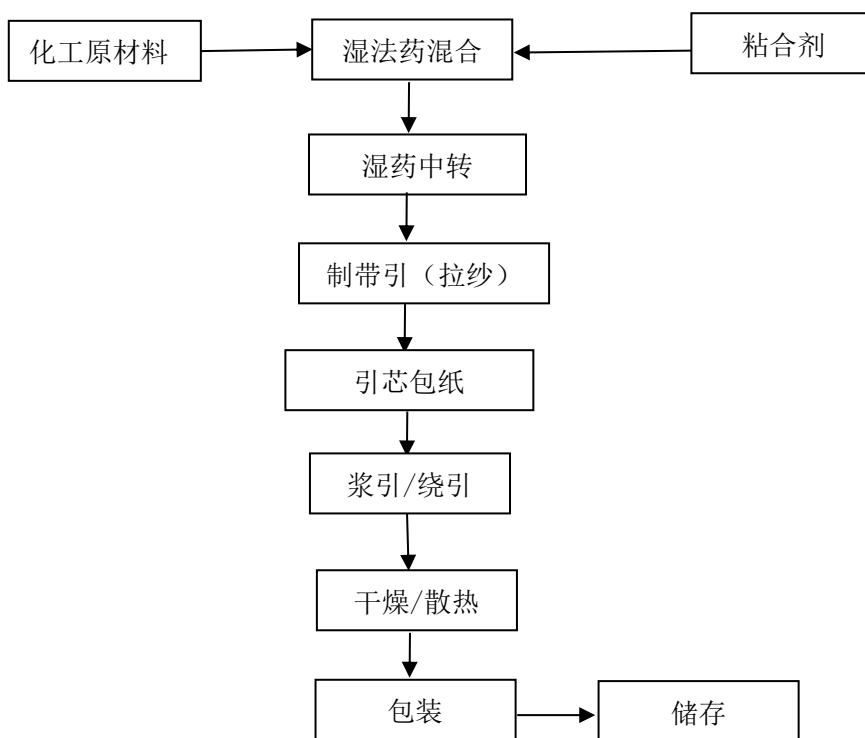 化工原材料
湿法药混合
粘合剂
湿药中转
制带引（拉纱）
引芯包纸
浆引/绕引
干燥/散热
包装
储存